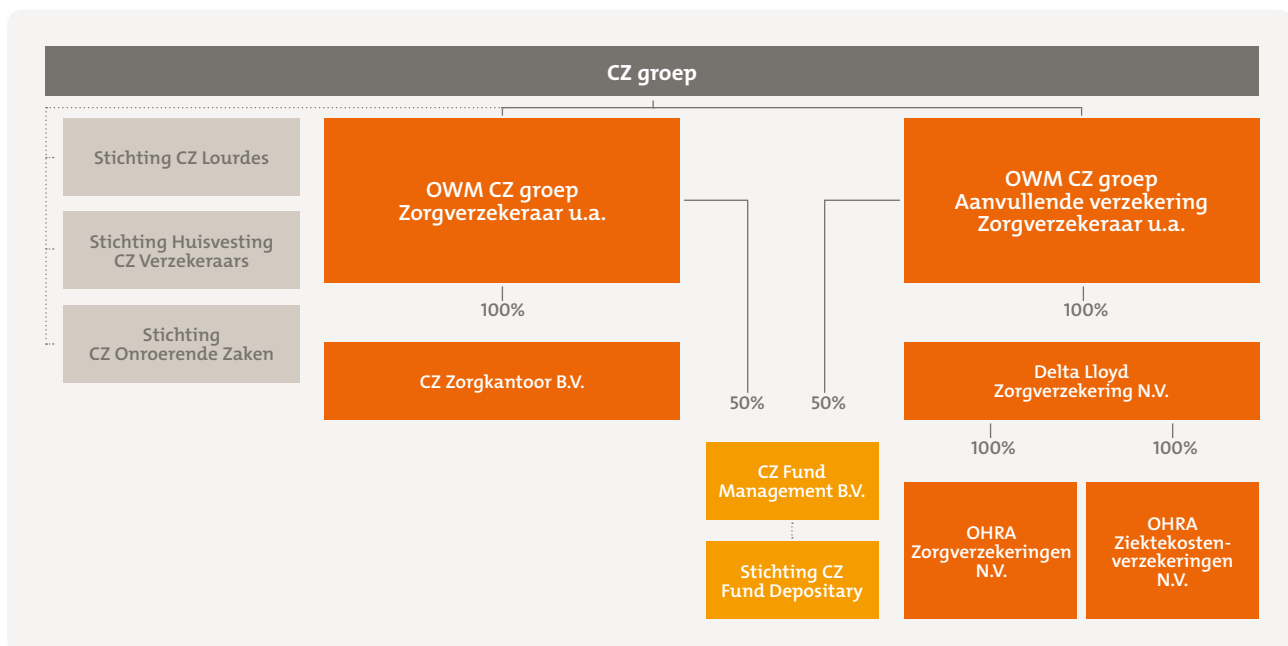 CZ groep
Stichting CZ Lourdes
Stichting Huisvesting
CZ Verzekeraars
Stichting
CZ Onroerende Zaken
OWM CZ groep
Zorgverzekeraar u.a.
100%
CZ Zorgkantoor B.V.
50%
50%
CZ Fund
Management B.V.
Stichting CZ
Fund Depositary
OWM CZ groep
Aanvullende verzekering
Zorgverzekeraar u.a.
100%
Delta Lloyd
Zorgverzekering N.V.
100%
100%
OHRA
Zorgverzekeringen
N.V.
OHRA
Ziektekosten-
verzekeringen
N.V.